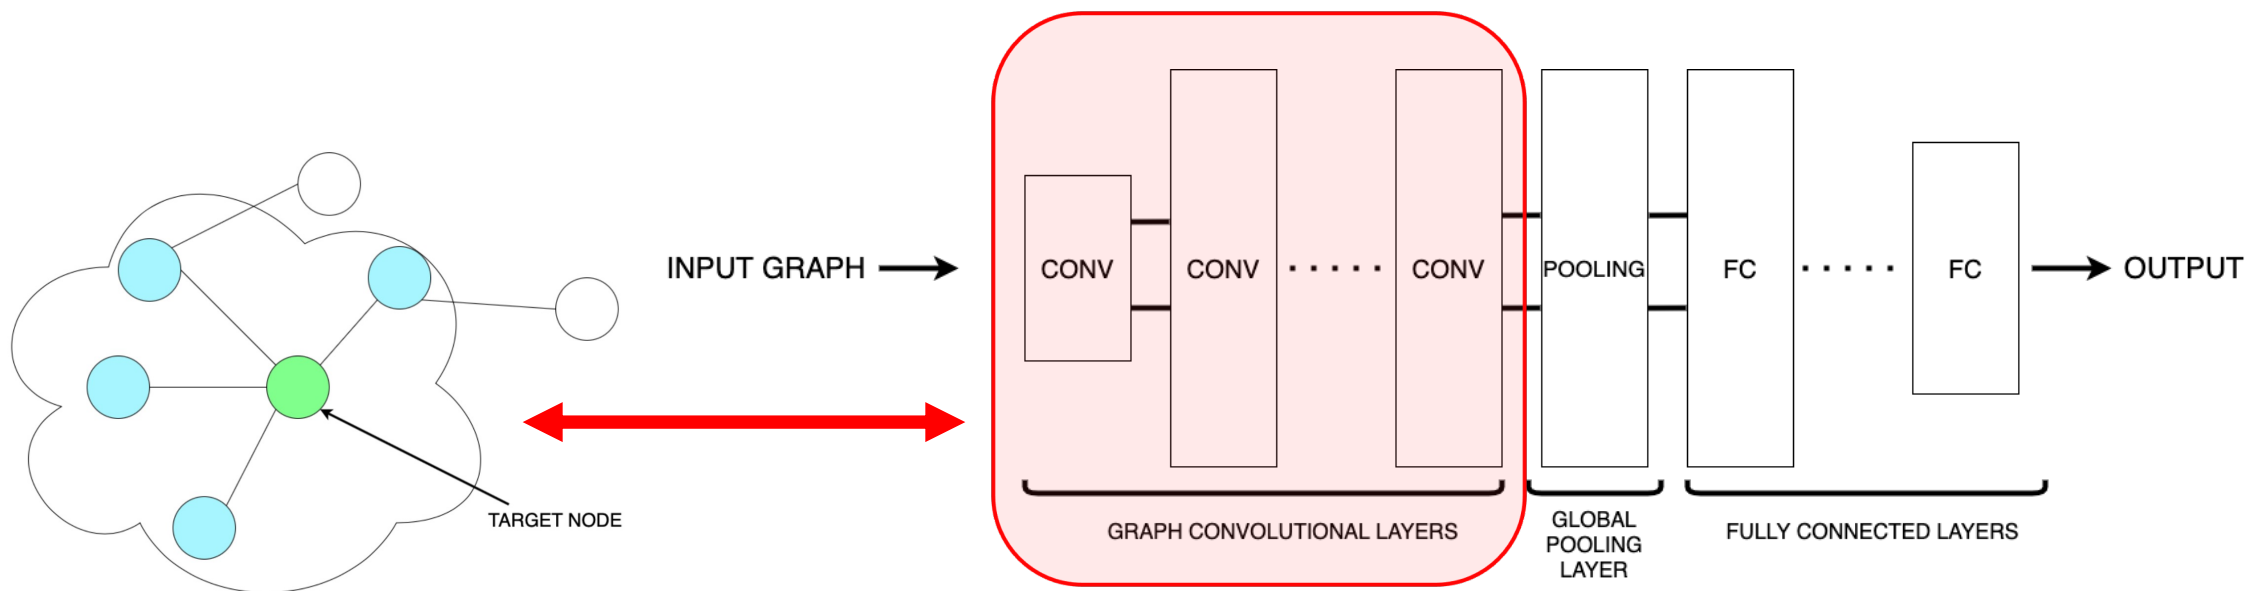 TARGET NODE
INPUT GRAPH
CONV
CONV
CONV
POOLING
FC
FC
OUTPUT
GRAPH CONVOLUTIONAL LAYERS
GLOBAL
POOLING
LAYER
FULLY CONNECTED LAYERS